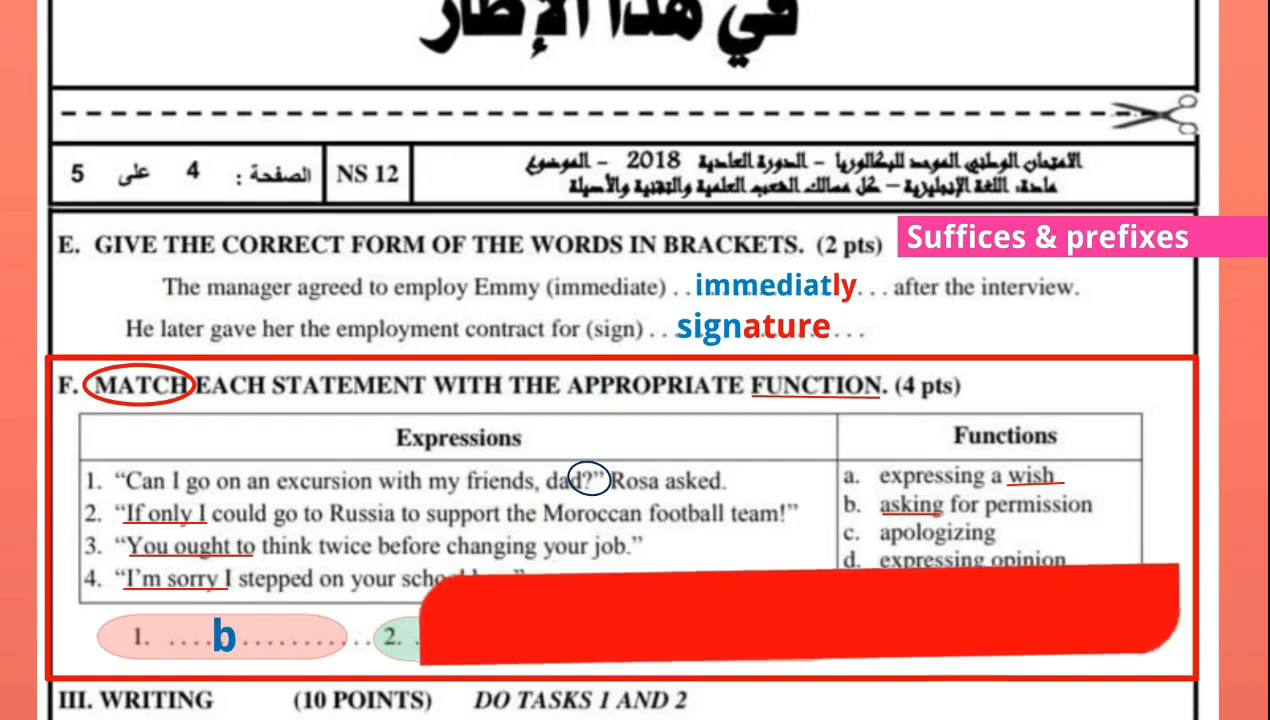 في هذا الإطار
الامتحان الوطني الموحد للبكالوريا – الدورة العادية 2018 – الموضوع
مادة: اللغة الإنجليزية – كل مسالك الشعب العلمية والتقنية والأصيلة
NS 12
الصفحة : 4 على 5
E. GIVE THE CORRECT FORM OF THE WORDS IN BRACKETS. (2 pts)
Suffices & prefixes
The manager agreed to employ Emmy (immediate) . . immediatly. . . after the interview.
He later gave her the employment contract for (sign) . . signature . . .
F. MATCH EACH STATEMENT WITH THE APPROPRIATE FUNCTION. (4 pts)
Expressions
1. “Can I go on an excursion with my friends, dad?” Rosa asked.
2. “If only I could go to Russia to support the Moroccan football team!”
3. “You ought to think twice before changing your job.”
4. “I’m sorry I stepped on your
Functions
a. expressing a wish
b. asking for permission
c. apologizing
d. expressing opinion
1. . . . . b . . . . . . . . . . . . 2. .
III. WRITING (10 POINTS) DO TASKS 1 AND 2